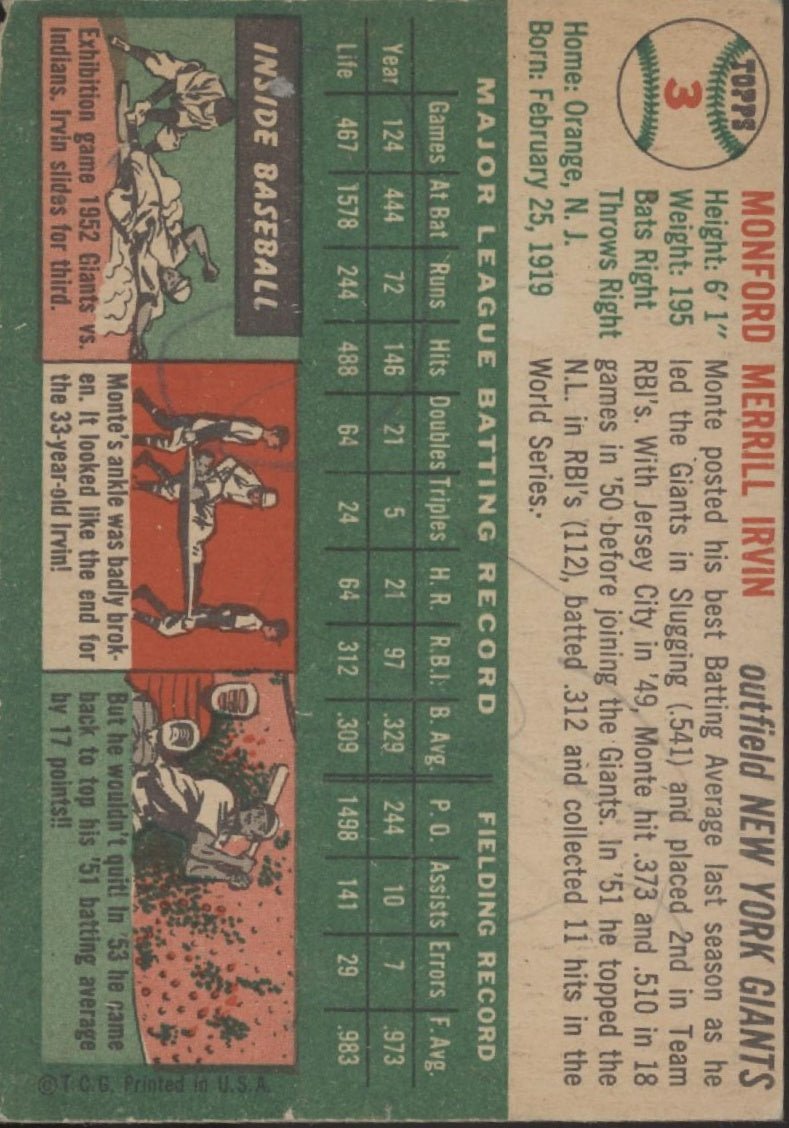 TOPPS
3
MONFORD MERRILL IRVIN
outfield NEW YORK GIANTS
Height: 6' 1"
Weight: 195
Bats Right
Throws Right
Home: Orange, N. J.
Born: February 25, 1919
Monte posted his best Batting Average last season as he
led the Giants in Slugging (.541) and placed 2nd in Team
RBI's. With Jersey City in '49, Monte hit .373 and .510 in 18
games in '50 before joining the Giants. In '51 he topped the
N.L. in RBI's (112), batted .312 and collected 11 hits in the
World Series.
MAJOR LEAGUE BATTING RECORD FIELDING RECORD
Games At Bat Runs Hits Doubles Triples H. R. R.B.I. B. Avg. P. O. Assists Errors F. Avg.
Year 124 444 72 146 21 5 21 97 .329 244 10 7 .973
Life 467 1578 244 488 64 24 64 312 .309 1498 141 29 .983
INSIDE BASEBALL
Exhibition game 1952 Giants vs.
Indians. Irvin slides for third.
Monte's ankle was badly brok-
en. It looked like the end for
the 33-year-old Irvin!
But he wouldn't quit! In '53 he came
back to top his '51 batting average
by 17 points!!
©T.C.G. Printed in U.S.A.